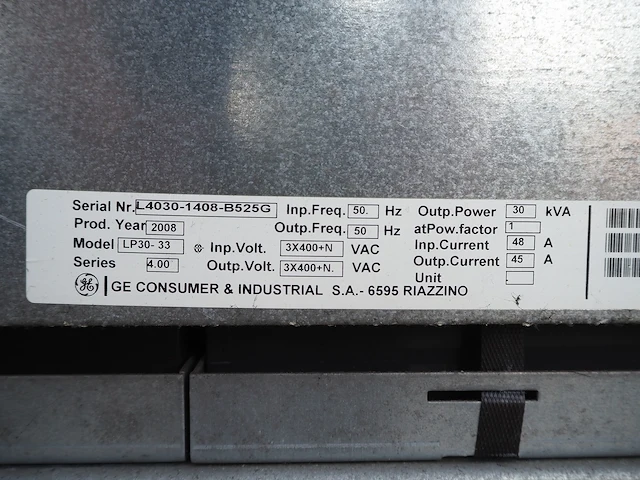 Serial Nr. L4030-1408-B525G Inp.Freq. 50. Hz Outp.Power 30 kVA
Prod. Year 2008 Outp.Freq. 50 Hz atPow.factor 1
Model LP30-33 Inp.Volt. 3X400+N VAC Inp.Current 48 A
Series 4.00 Outp.Volt. 3X400+N. VAC Outp.Current 45 A
Unit
GE CONSUMER & INDUSTRIAL S.A.- 6595 RIAZZINO